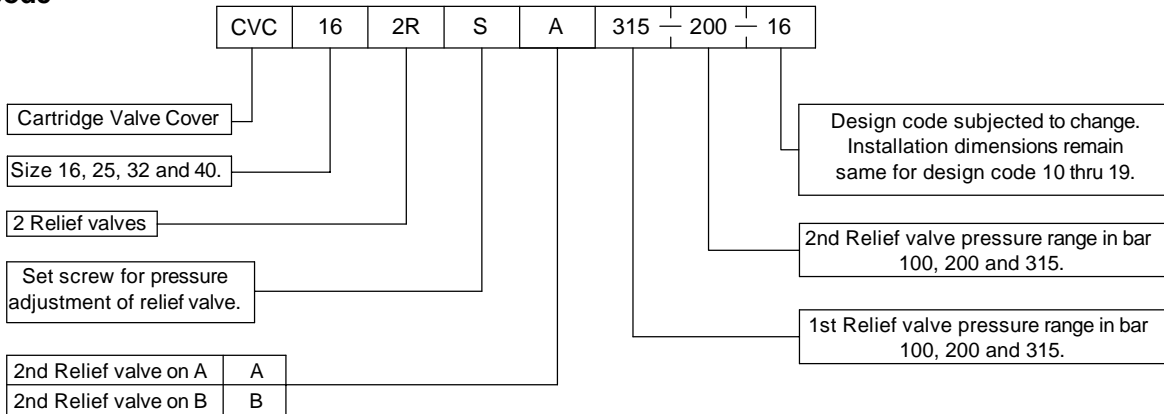 CVC 16 2R S A 315 — 200 — 16
Cartridge Valve Cover
Size 16, 25, 32 and 40.
2 Relief valves
Set screw for pressure
adjustment of relief valve.
2nd Relief valve on A A
2nd Relief valve on B B
Design code subjected to change.
Installation dimensions remain
same for design code 10 thru 19.
2nd Relief valve pressure range in bar
100, 200 and 315.
1st Relief valve pressure range in bar
100, 200 and 315.